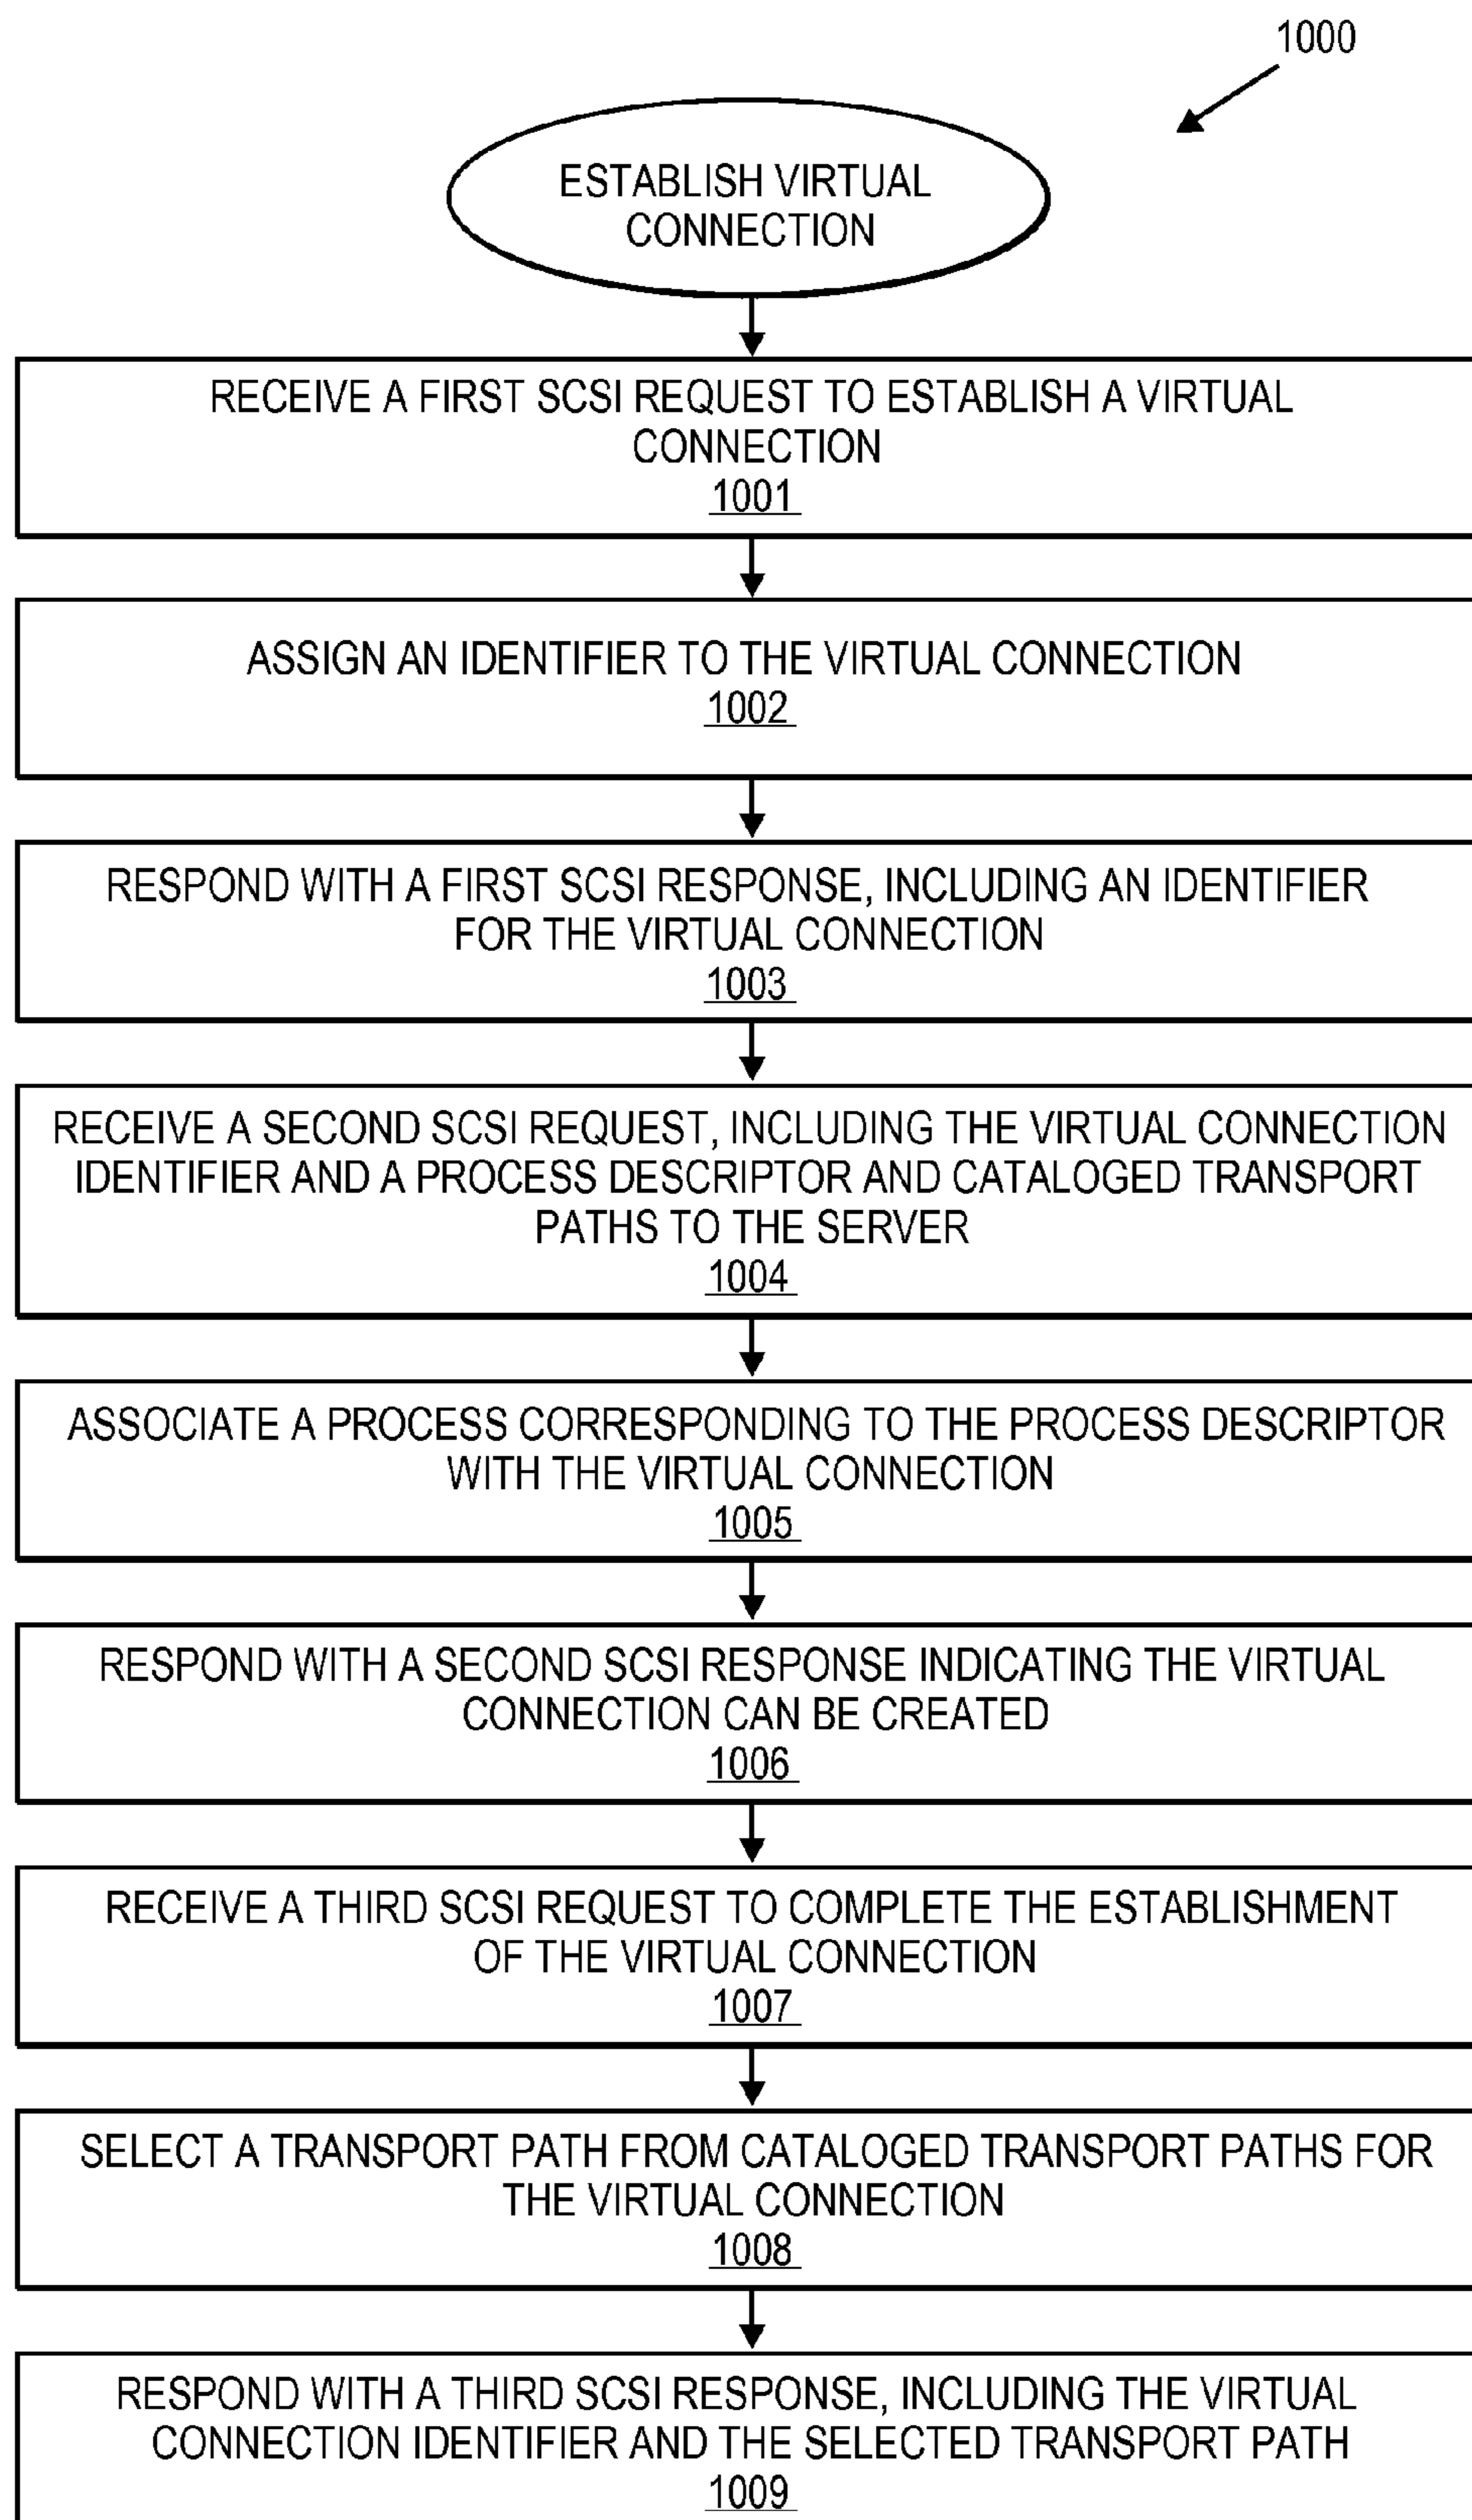 1000
ESTABLISH VIRTUAL
CONNECTION
RECEIVE A FIRST SCSI REQUEST TO ESTABLISH A VIRTUAL
CONNECTION
1001
ASSIGN AN IDENTIFIER TO THE VIRTUAL CONNECTION
1002
RESPOND WITH A FIRST SCSI RESPONSE, INCLUDING AN IDENTIFIER
FOR THE VIRTUAL CONNECTION
1003
RECEIVE A SECOND SCSI REQUEST, INCLUDING THE VIRTUAL CONNECTION
IDENTIFIER AND A PROCESS DESCRIPTOR AND CATALOGED TRANSPORT
PATHS TO THE SERVER
1004
ASSOCIATE A PROCESS CORRESPONDING TO THE PROCESS DESCRIPTOR
WITH THE VIRTUAL CONNECTION
1005
RESPOND WITH A SECOND SCSI RESPONSE INDICATING THE VIRTUAL
CONNECTION CAN BE CREATED
1006
RECEIVE A THIRD SCSI REQUEST TO COMPLETE THE ESTABLISHMENT
OF THE VIRTUAL CONNECTION
1007
SELECT A TRANSPORT PATH FROM CATALOGED TRANSPORT PATHS FOR
THE VIRTUAL CONNECTION
1008
RESPOND WITH A THIRD SCSI RESPONSE, INCLUDING THE VIRTUAL
CONNECTION IDENTIFIER AND THE SELECTED TRANSPORT PATH
1009